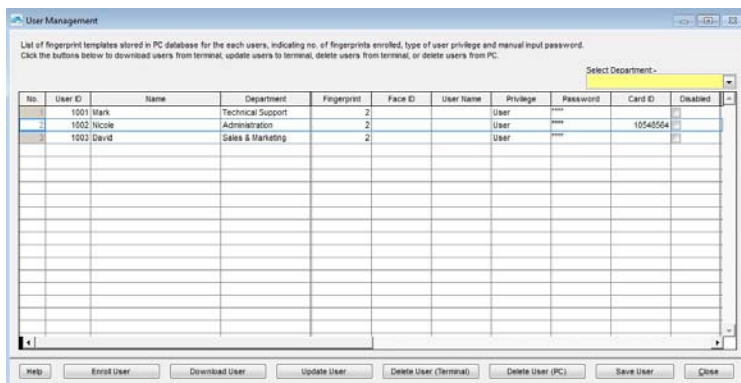 User Management
List of fingerprint templates stored in PC database for the each users, indicating no. of fingerprints enrolled, type of user privilege and manual input password.
Click the buttons below to download users from terminal, update users to terminal, delete users from terminal, or delete users from PC.
Select Department:-
No. User ID Name Department Fingerprint Face ID User Name Privilege Password Card ID Disabled
1 1001 Mark Technical Support 2 User ****
2 1002 Nicole Administration 2 User **** 10548564
3 1003 David Sales & Marketing 2 User ****
Help Enroll User Download User Update User Delete User (Terminal) Delete User (PC) Save User Close